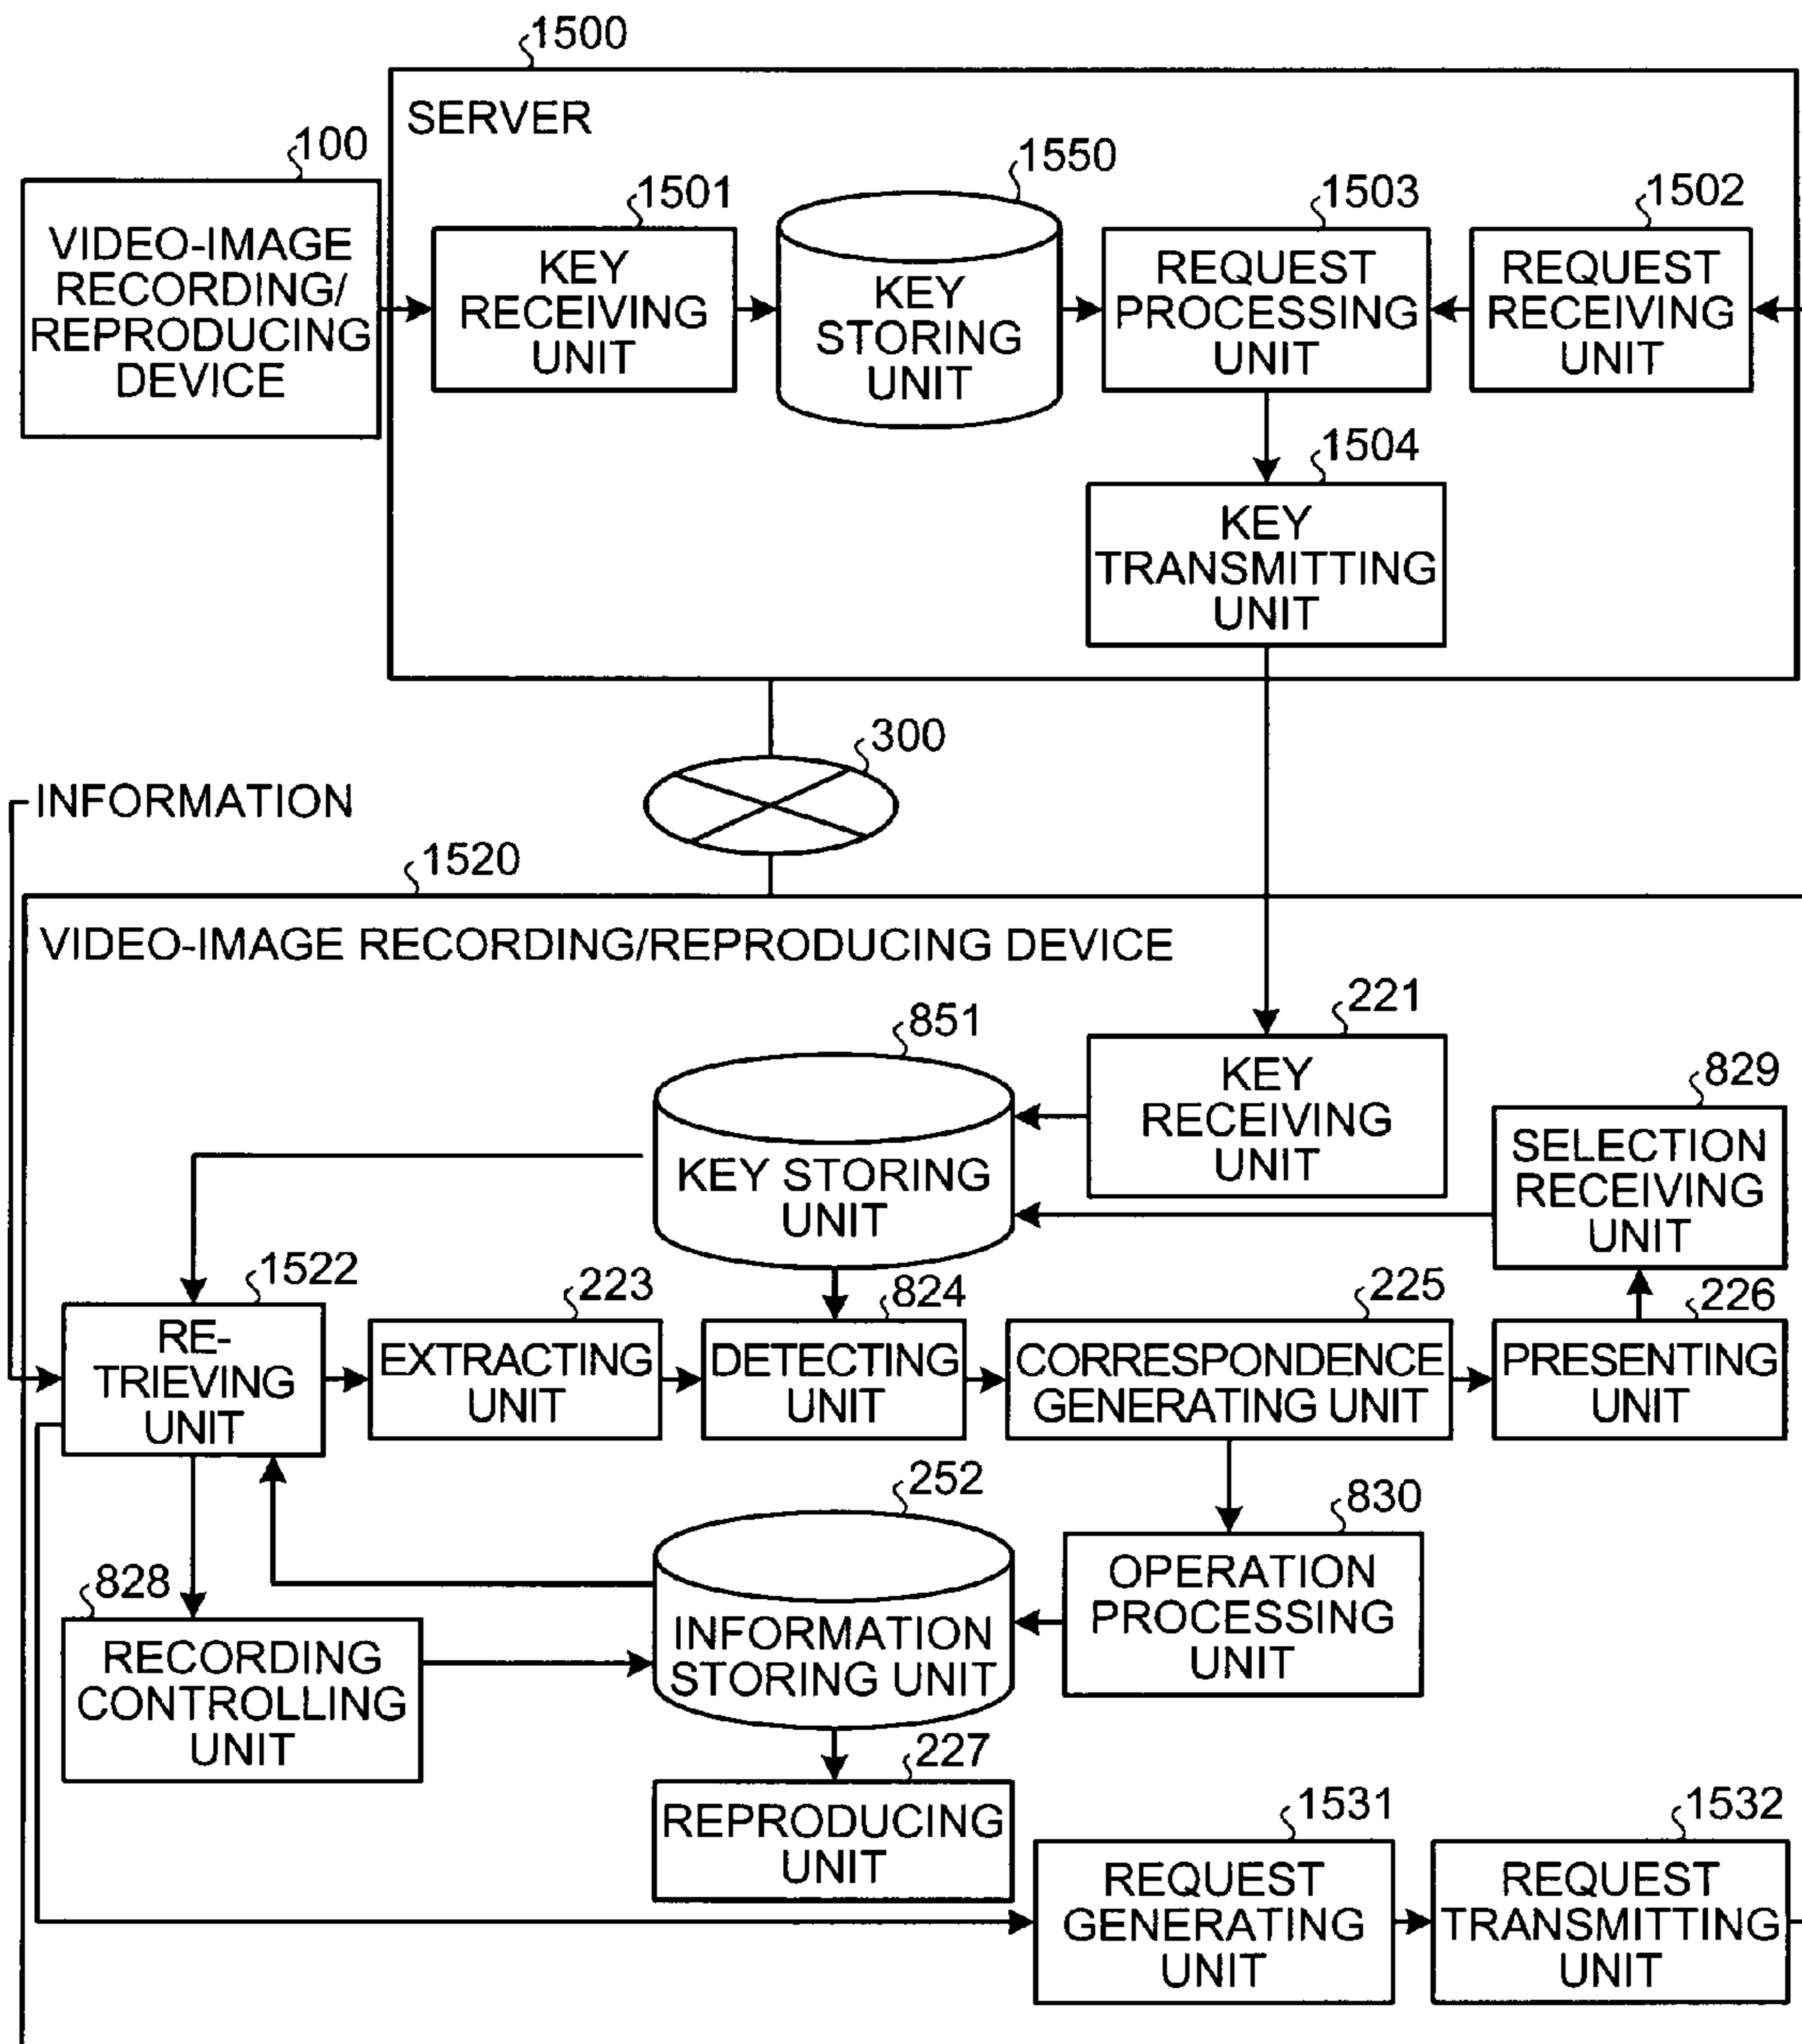 1500
SERVER
100
VIDEO-IMAGE
RECORDING/
REPRODUCING
DEVICE
1501
KEY
RECEIVING
UNIT
1550
KEY
STORING
UNIT
1503
REQUEST
PROCESSING
UNIT
1502
REQUEST
RECEIVING
UNIT
1504
KEY
TRANSMITTING
UNIT
300
INFORMATION
1520
VIDEO-IMAGE RECORDING/REPRODUCING DEVICE
221
KEY
RECEIVING
UNIT
851
KEY STORING
UNIT
829
SELECTION
RECEIVING
UNIT
1522
RE-
TRIEVING
UNIT
223
EXTRACTING
UNIT
824
DETECTING
UNIT
225
CORRESPONDENCE
GENERATING UNIT
226
PRESENTING
UNIT
252
INFORMATION
STORING UNIT
830
OPERATION
PROCESSING
UNIT
828
RECORDING
CONTROLLING
UNIT
227
REPRODUCING
UNIT
1531
REQUEST
GENERATING
UNIT
1532
REQUEST
TRANSMITTING
UNIT